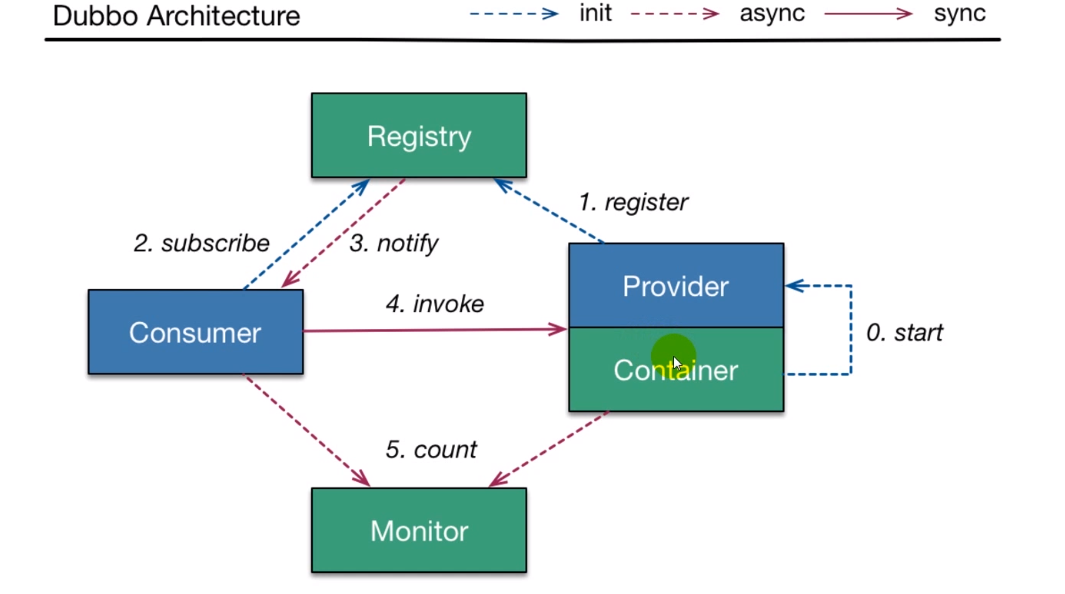 Dubbo Architecture
init
async
sync
Registry
1. register
2. subscribe
3. notify
Provider
4. invoke
Consumer
0. start
Container
5. count
Monitor